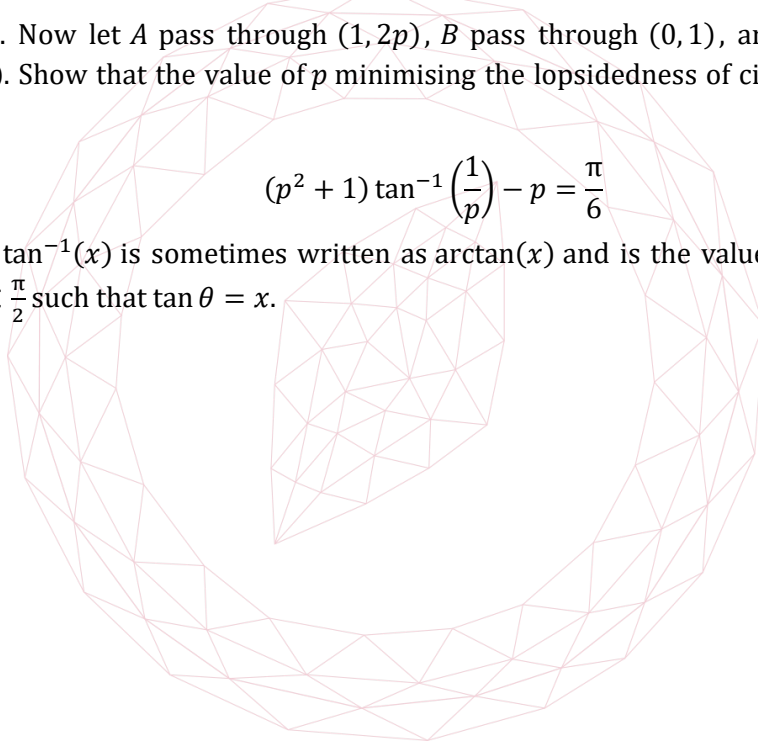 . Now let A pass through (1, 2p), B pass through (0, 1), an
). Show that the value of p minimising the lopsidedness of ci
(p² + 1) tan⁻¹ (1/p) − p = π/6
tan⁻¹(x) is sometimes written as arctan(x) and is the value
π/2 such that tan θ = x.